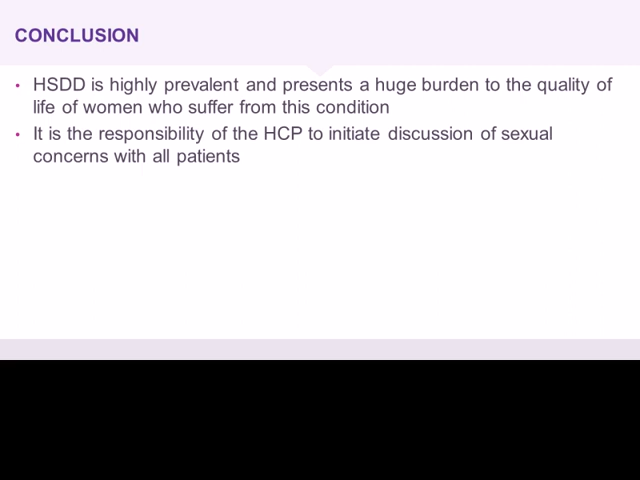 CONCLUSION
• HSDD is highly prevalent and presents a huge burden to the quality of
life of women who suffer from this condition
• It is the responsibility of the HCP to initiate discussion of sexual
concerns with all patients